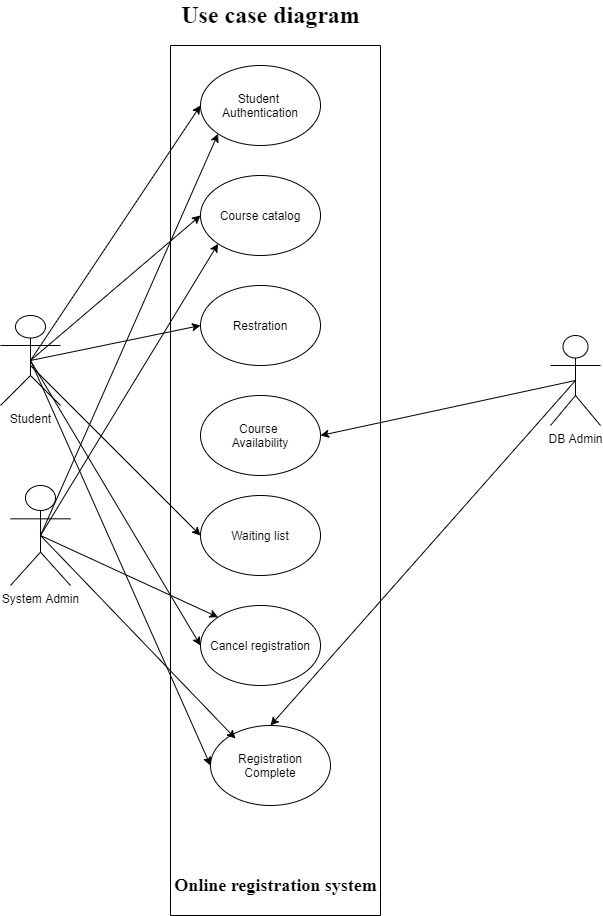 Use case diagram
Student
Authentication
Course catalog
Restration
Student
DB Admin
Course
Availability
Waiting list
System Admin
Cancel registration
Registration
Complete
Online registration system